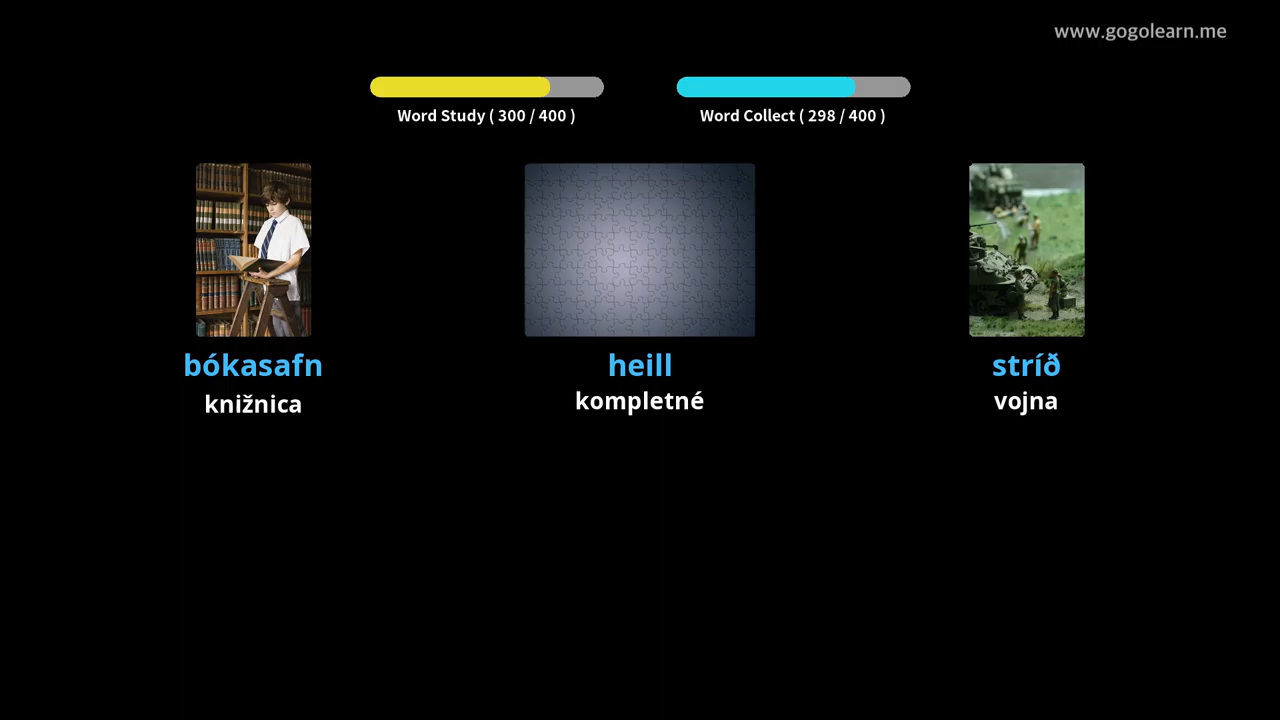 www.gogolearn.me
Word Study ( 300 / 400 )
Word Collect ( 298 / 400 )
bókasafn
knižnica
heill
kompletné
stríð
vojna